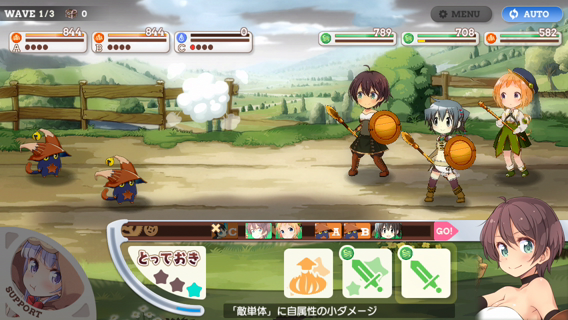 WAVE 1/3 0
MENU
AUTO
844
844
0
789
708
582
A
B
C
C
A
B
GO!
とっておき
SUPPORT
「敵単体」に自属性の小ダメージ